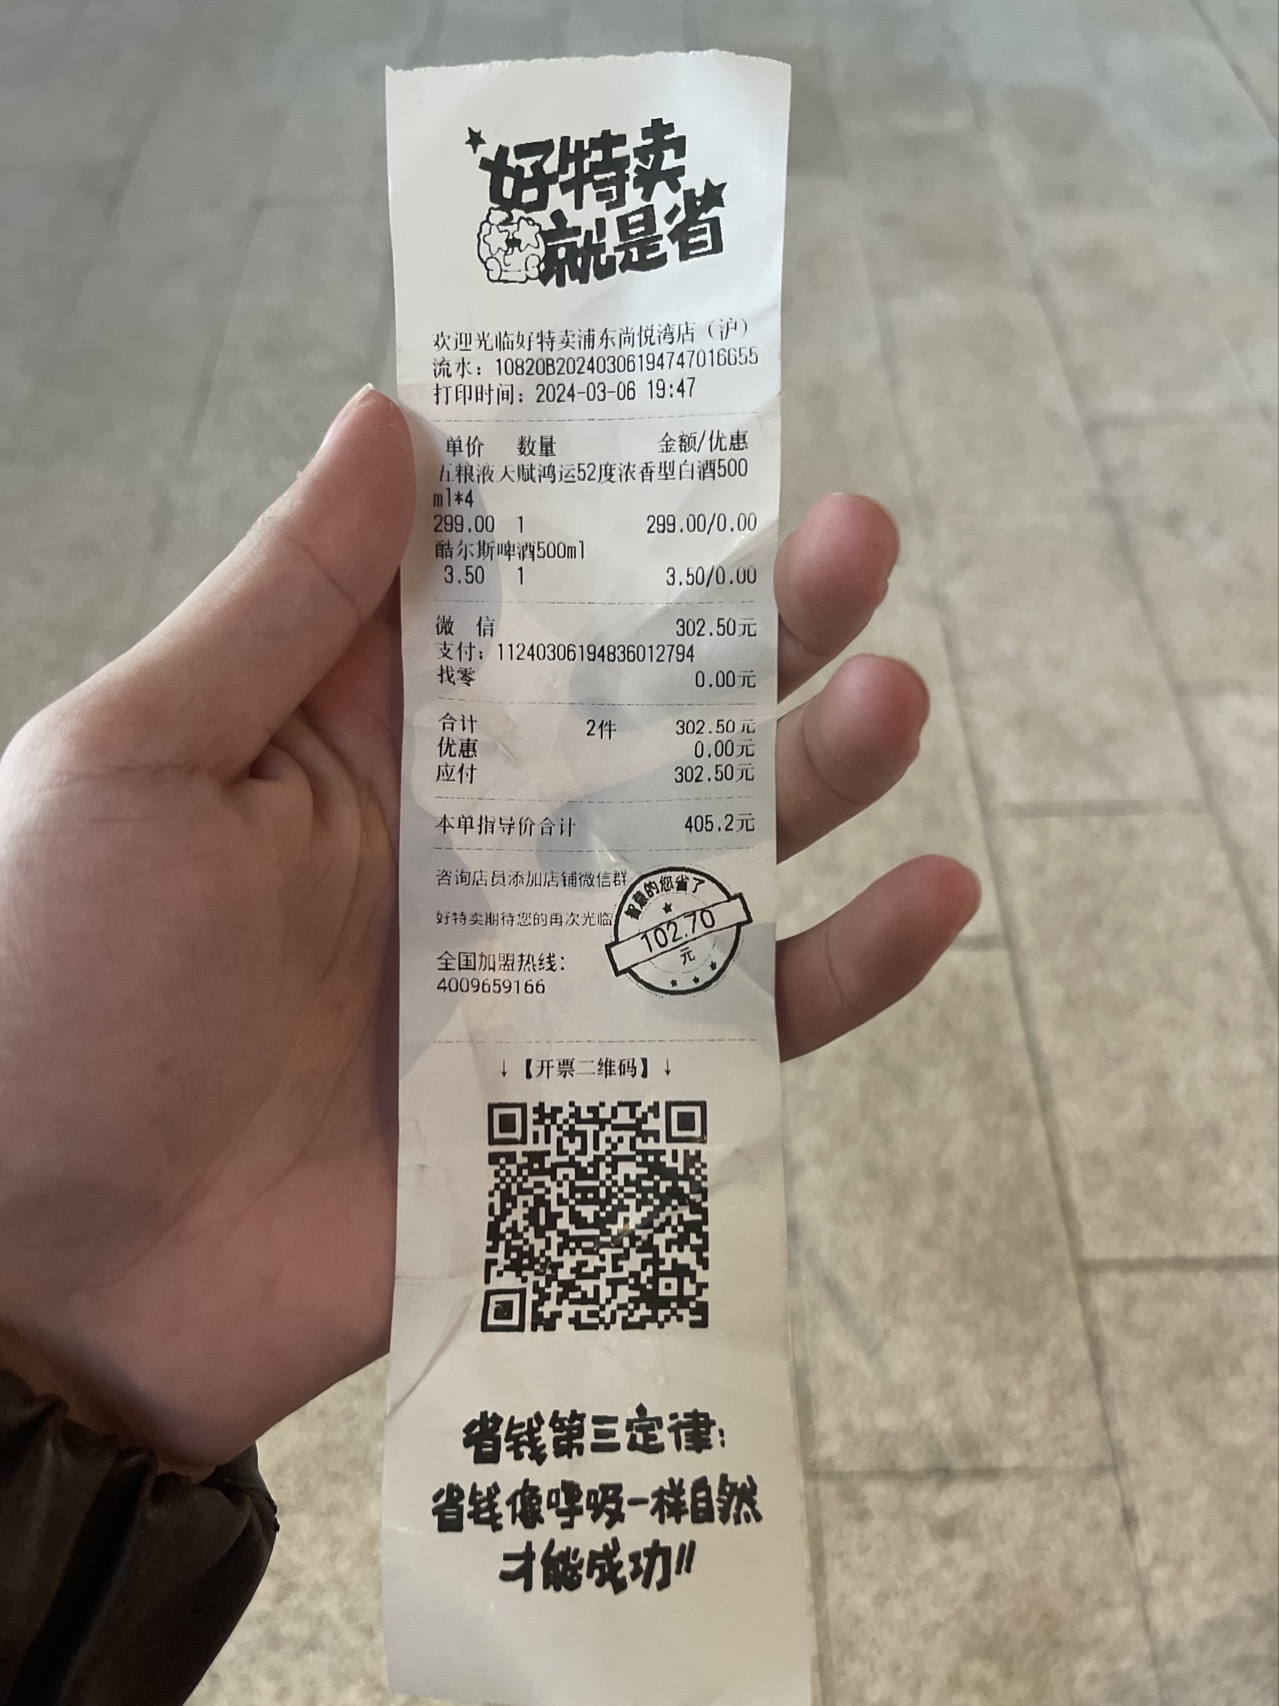 好特卖
就是省
欢迎光临好特卖浦东尚悦湾店（沪）
流水：10820B20240306194747016655
打印时间：2024-03-06 19:47
单价 数量 金额/优惠
五粮液天赋鸿运52度浓香型白酒500
ml*4
299.00 1 299.00/0.00
酷尔斯啤酒500ml
3.50 1 3.50/0.00
微 信 302.50元
支付：11240306194836012794
找零 0.00元
合计 2件 302.50元
优惠 0.00元
应付 302.50元
本单指导价合计 405.2元
咨询店员添加店铺微信群
好特卖期待您的再次光临
智慧的您省了
102.70
元
全国加盟热线：
4009659166
↓【开票二维码】↓
省钱第三定律：
省钱像呼吸一样自然
才能成功!!